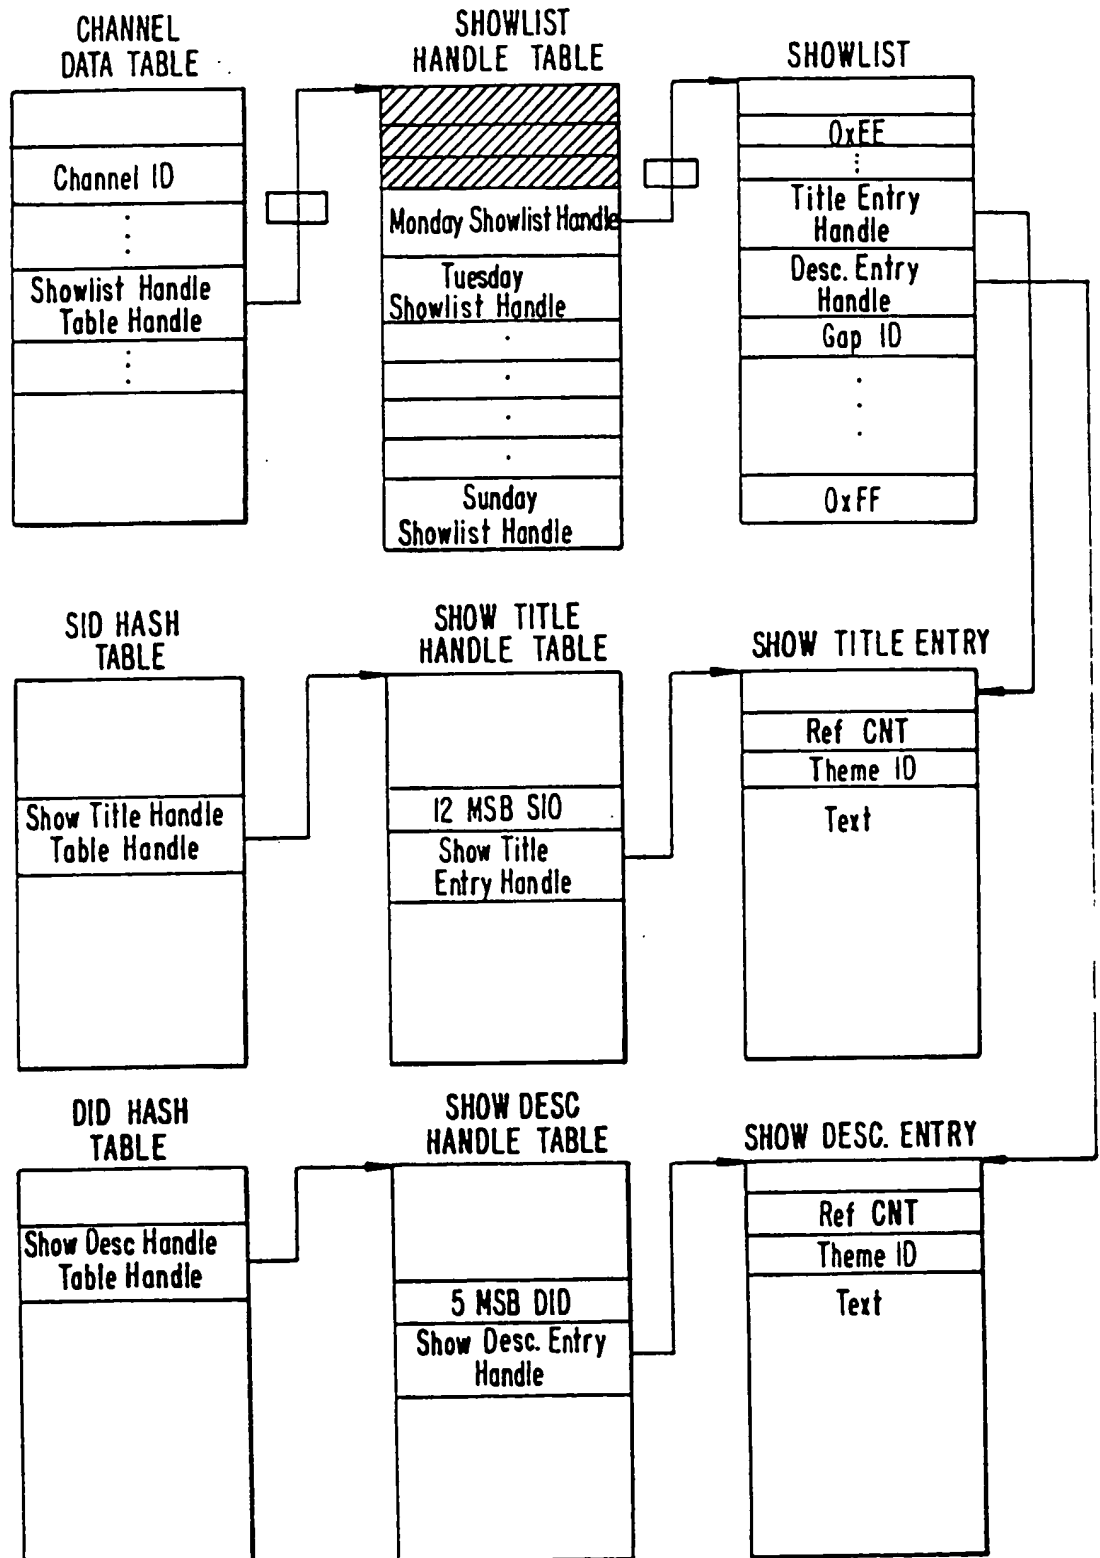 CHANNEL
DATA TABLE
Channel ID
Showlist Handle
Table Handle
SHOWLIST
HANDLE TABLE
Monday Showlist Handle
Tuesday
Showlist Handle
Sunday
Showlist Handle
SHOWLIST
0xEE
Title Entry
Handle
Desc. Entry
Handle
Gap ID
0xFF
SID HASH
TABLE
Show Title Handle
Table Handle
SHOW TITLE
HANDLE TABLE
12 MSB SIO
Show Title
Entry Handle
SHOW TITLE ENTRY
Ref CNT
Theme ID
Text
DID HASH
TABLE
Show Desc Handle
Table Handle
SHOW DESC
HANDLE TABLE
5 MSB DID
Show Desc. Entry
Handle
SHOW DESC. ENTRY
Ref CNT
Theme ID
Text